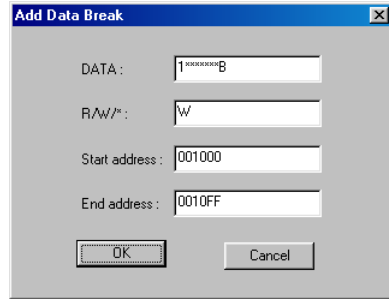 Add Data Break
DATA : 1*******B
R/W/* : W
Start address : 001000
End address : 0010FF
OK Cancel